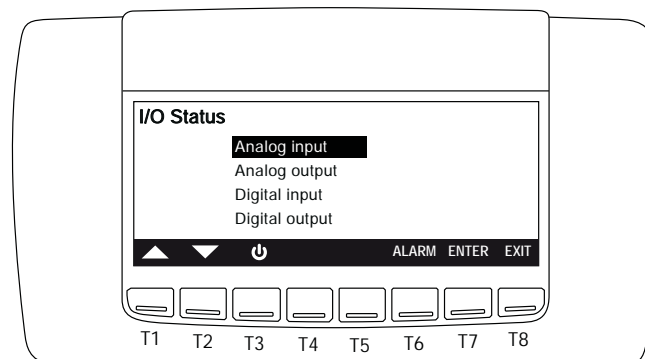 I/O Status
Analog input
Analog output
Digital input
Digital output
ALARM ENTER EXIT
T1 T2 T3 T4 T5 T6 T7 T8